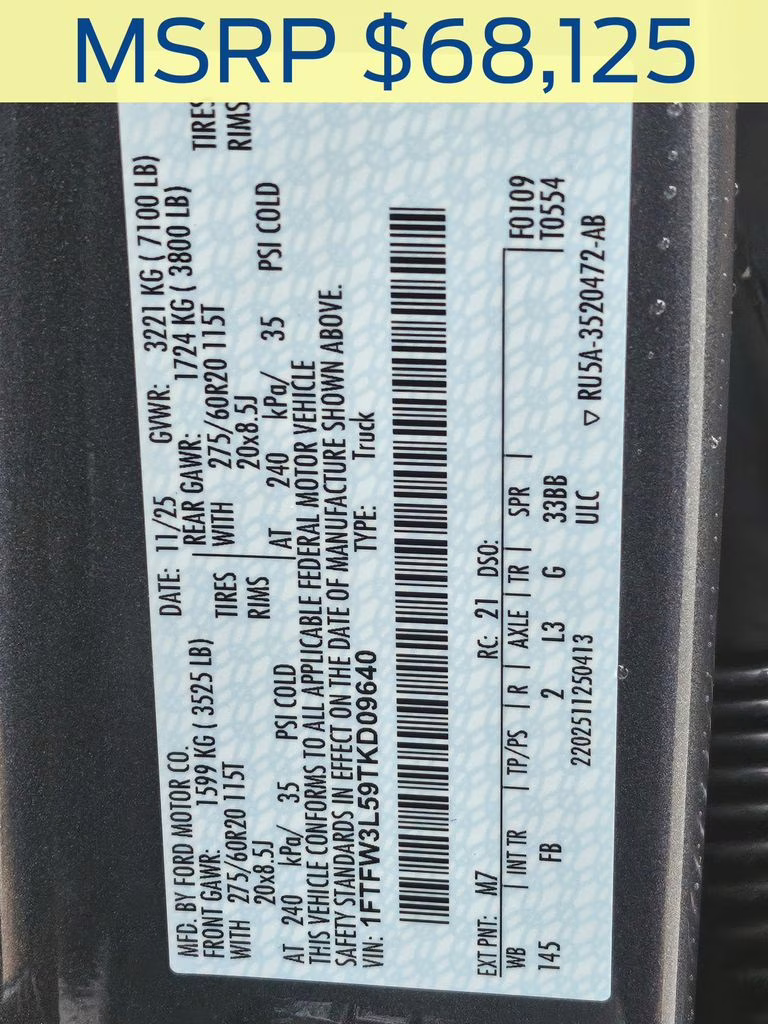 MSRP $68,125
MFD. BY FORD MOTOR CO.
DATE: 11/25 GVWR: 3221 KG ( 7100 LB)
FRONT GAWR: 1599 KG ( 3525 LB)
REAR GAWR: 1724 KG ( 3800 LB)
WITH 275/60R20 115T TIRES
WITH 275/60R20 115T TIRES
20x8.5J RIMS
20x8.5J RIMS
AT 240 kPa/ 35 PSI COLD
AT 240 kPa/ 35 PSI COLD
THIS VEHICLE CONFORMS TO ALL APPLICABLE FEDERAL MOTOR VEHICLE
SAFETY STANDARDS IN EFFECT ON THE DATE OF MANUFACTURE SHOWN ABOVE.
VIN: 1FTFW3L59TKD09640 TYPE: Truck
EXT PNT: M7 RC: 21 DSO: F0109
WB INT TR TP/PS R AXLE TR SPR T0554
145 FB 2 L3 G 33BB
2202511250413 ULC ▽ RU5A-3520472-AB